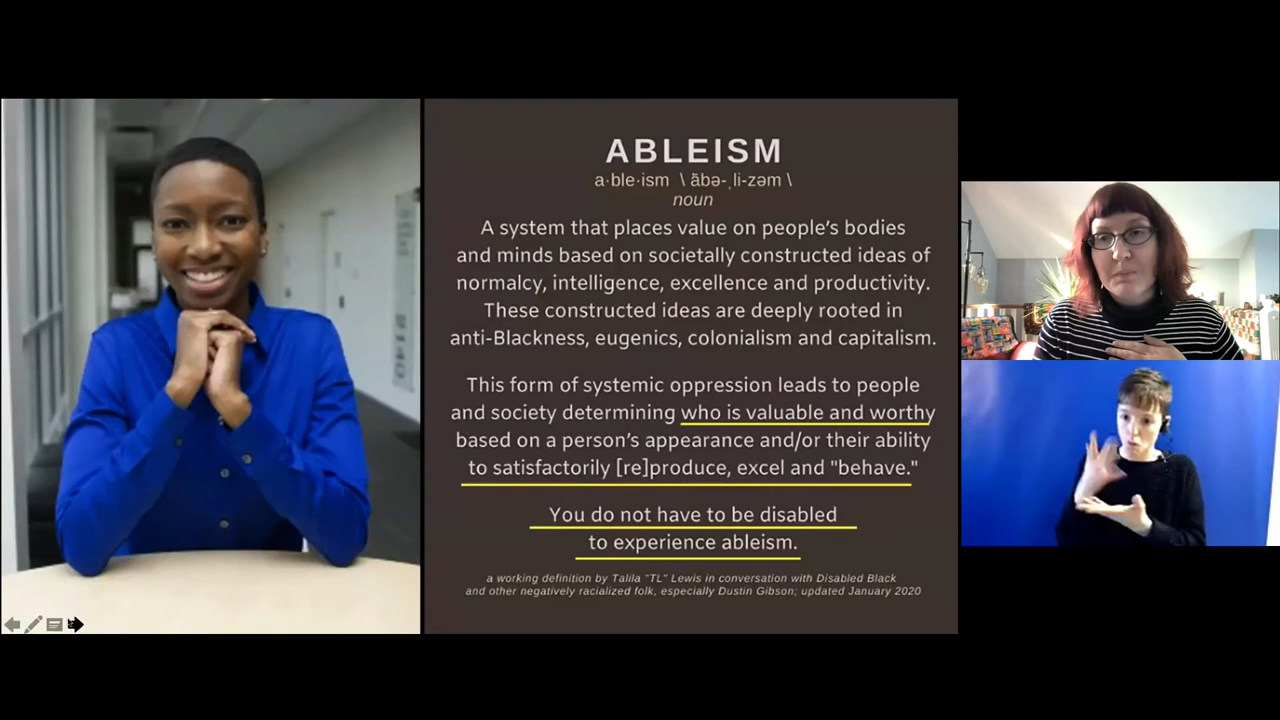 ABLEISM
a·ble·ism \ ābə-ˌli-zəm \
noun
A system that places value on people’s bodies
and minds based on societally constructed ideas of
normalcy, intelligence, excellence and productivity.
These constructed ideas are deeply rooted in
anti-Blackness, eugenics, colonialism and capitalism.
This form of systemic oppression leads to people
and society determining who is valuable and worthy
based on a person’s appearance and/or their ability
to satisfactorily [re]produce, excel and "behave."
You do not have to be disabled
to experience ableism.
a working definition by Talila "TL" Lewis in conversation with Disabled Black
and other negatively racialized folk, especially Dustin Gibson; updated January 2020